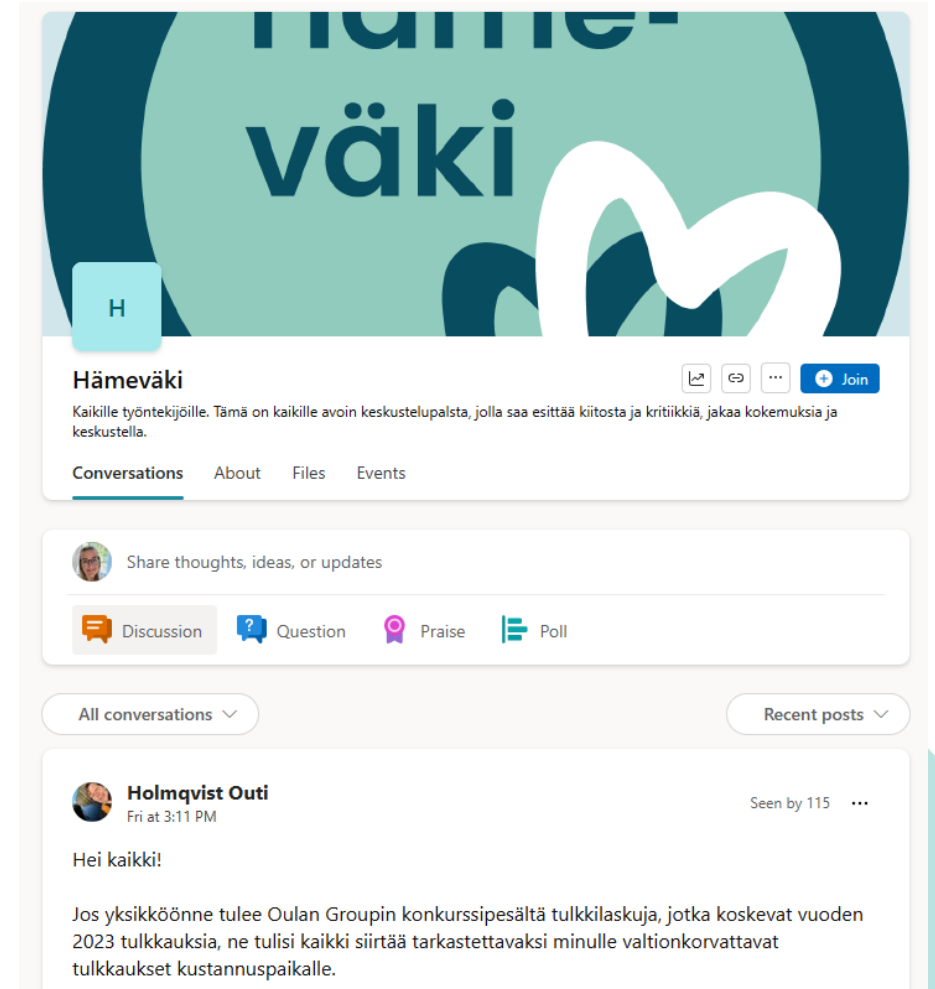 häme-
väki
H
Hämeväki
Join
Kaikille työntekijöille. Tämä on kaikille avoin keskustelupalsta, jolla saa esittää kiitosta ja kritiikkiä, jakaa kokemuksia ja
keskustella.
Conversations About Files Events
Share thoughts, ideas, or updates
Discussion Question Praise Poll
All conversations Recent posts
Holmqvist Outi
Fri at 3:11 PM Seen by 115
Hei kaikki!
Jos yksikköönne tulee Oulan Groupin konkurssipesältä tulkkilaskuja, jotka koskevat vuoden
2023 tulkkauksia, ne tulisi kaikki siirtää tarkastettavaksi minulle valtionkorvattavat
tulkkaukset kustannuspaikalle.